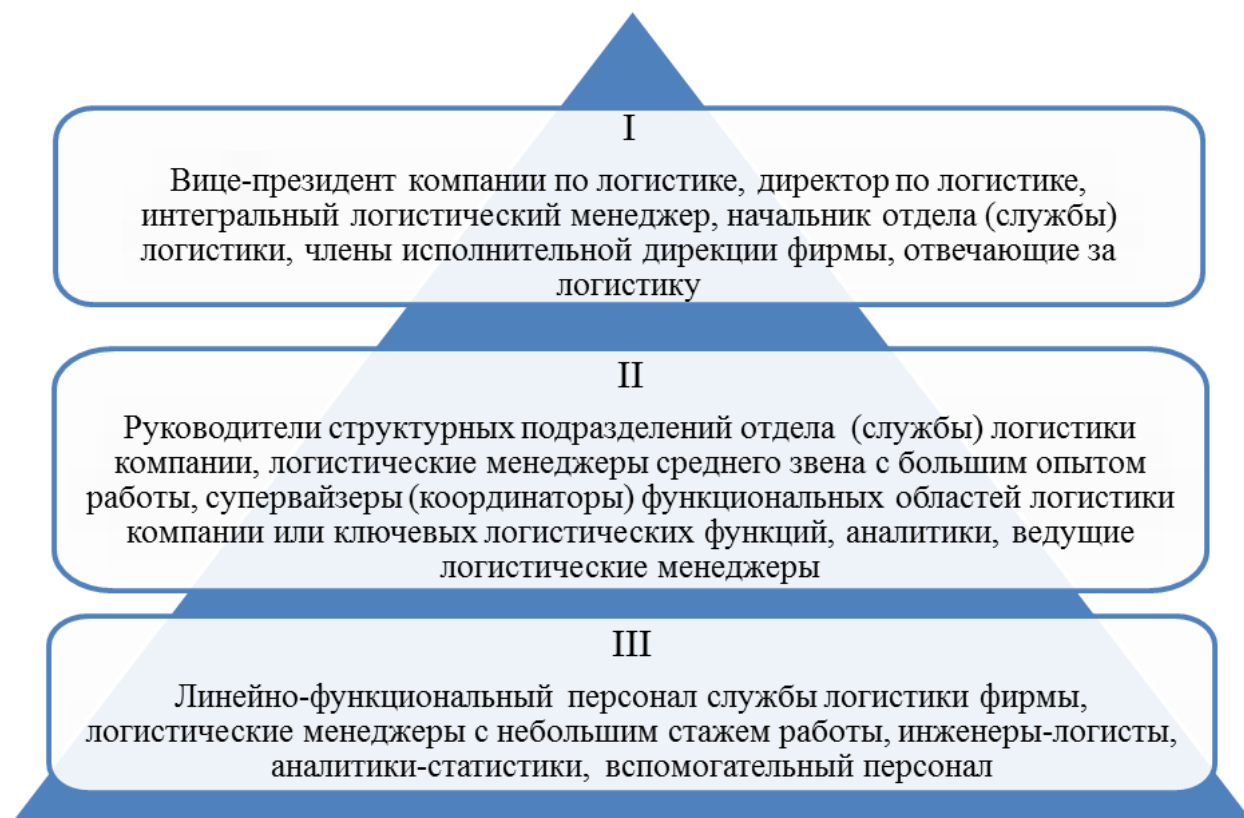 I
Вице-президент компании по логистике, директор по логистике,
интегральный логистический менеджер, начальник отдела (службы)
логистики, члены исполнительной дирекции фирмы, отвечающие за
логистику
II
Руководители структурных подразделений отдела (службы) логистики
компании, логистические менеджеры среднего звена с большим опытом
работы, супервайзеры (координаторы) функциональных областей логистики
компании или ключевых логистических функций, аналитики, ведущие
логистические менеджеры
III
Линейно-функциональный персонал службы логистики фирмы,
логистические менеджеры с небольшим стажем работы, инженеры-логисты,
аналитики-статистики, вспомогательный персонал